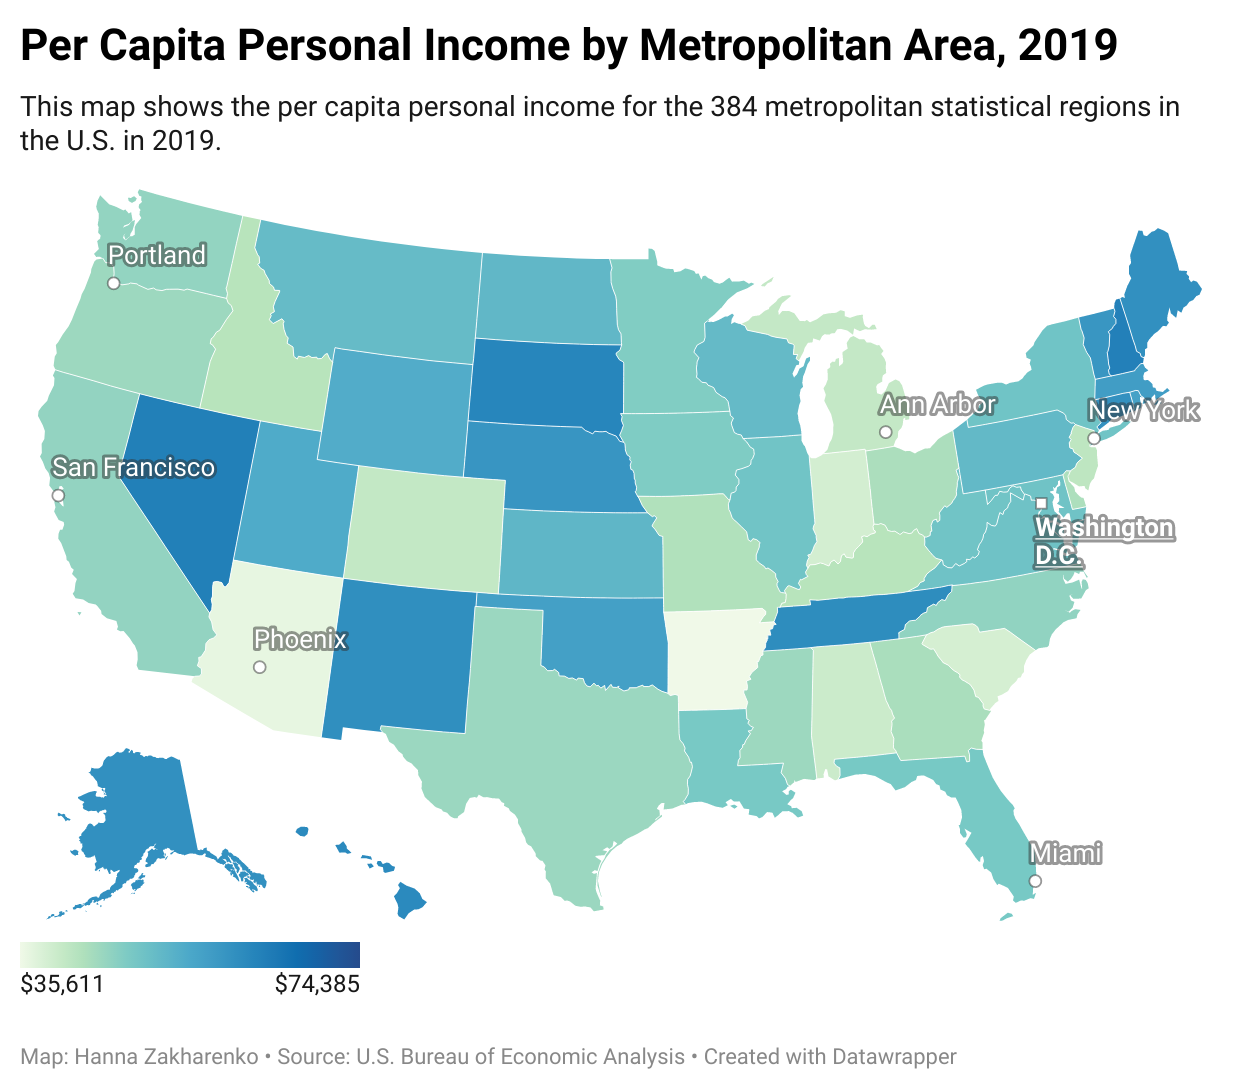 Per Capita Personal Income by Metropolitan Area, 2019
This map shows the per capita personal income for the 384 metropolitan statistical regions in
the U.S. in 2019.
Portland
Ann Arbor
New York
San Francisco
Washington
D.C.
Phoenix
Miami
$35,611
$74,385
Map: Hanna Zakharenko • Source: U.S. Bureau of Economic Analysis • Created with Datawrapper